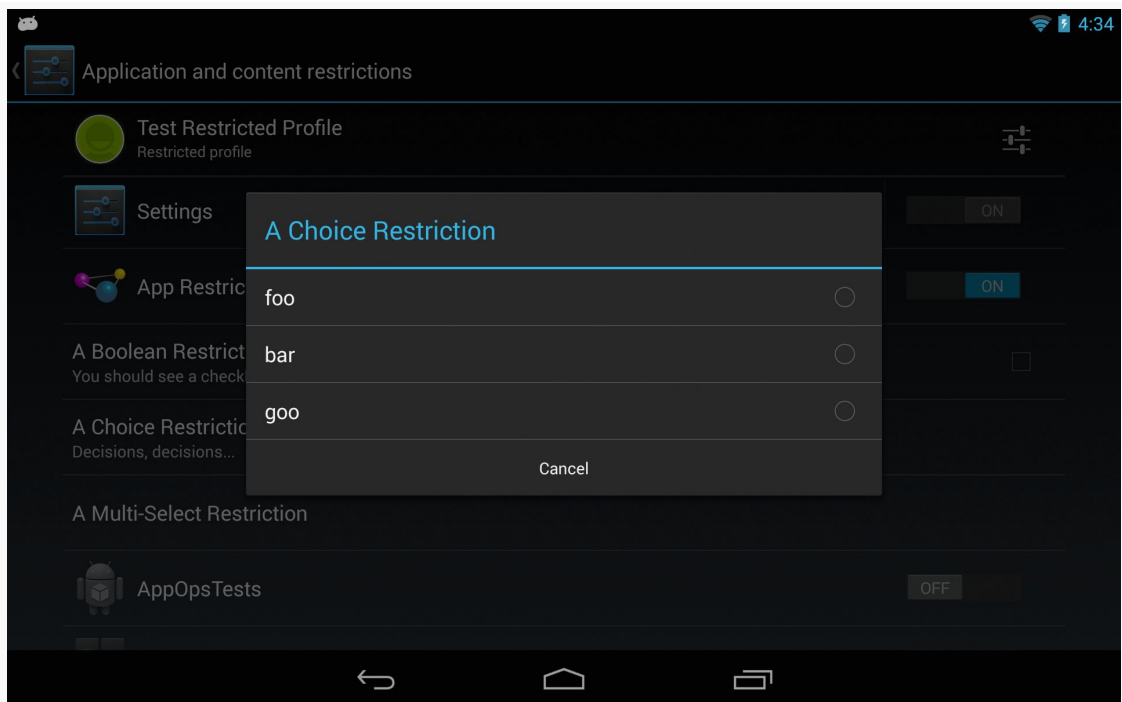 4:34
Application and content restrictions
Test Restricted Profile
Restricted profile
Settings
ON
A Choice Restriction
App Restric
ON
foo
A Boolean Restrict
You should see a check
bar
A Choice Restrictio
Decisions, decisions...
goo
Cancel
A Multi-Select Restriction
AppOpsTests
OFF